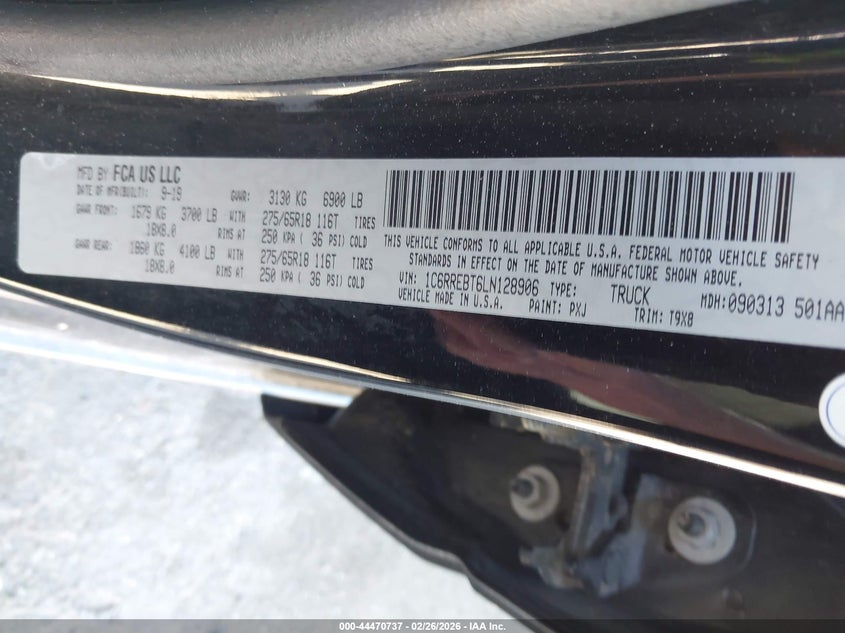 MFD BY FCA US LLC
DATE OF MFR(BUILT): 9-19 GVWR: 3130 KG 6900 LB
GAWR FRONT: 1679 KG 3700 LB WITH 275/65R18 116T TIRES
18X8.0 RIMS AT 250 KPA ( 36 PSI) COLD
GAWR REAR: 1860 KG 4100 LB WITH 275/65R18 116T TIRES
18X8.0 RIMS AT 250 KPA ( 36 PSI) COLD
THIS VEHICLE CONFORMS TO ALL APPLICABLE U.S.A. FEDERAL MOTOR VEHICLE SAFETY
STANDARDS IN EFFECT ON THE DATE OF MANUFACTURE SHOWN ABOVE.
VIN: 1C6RREBT6LN128906 TYPE: TRUCK MDH:090313 501AA
VEHICLE MADE IN U.S.A. PAINT: PXJ TRIM: T9X8
000-44470737 - 02/26/2026 - IAA Inc.